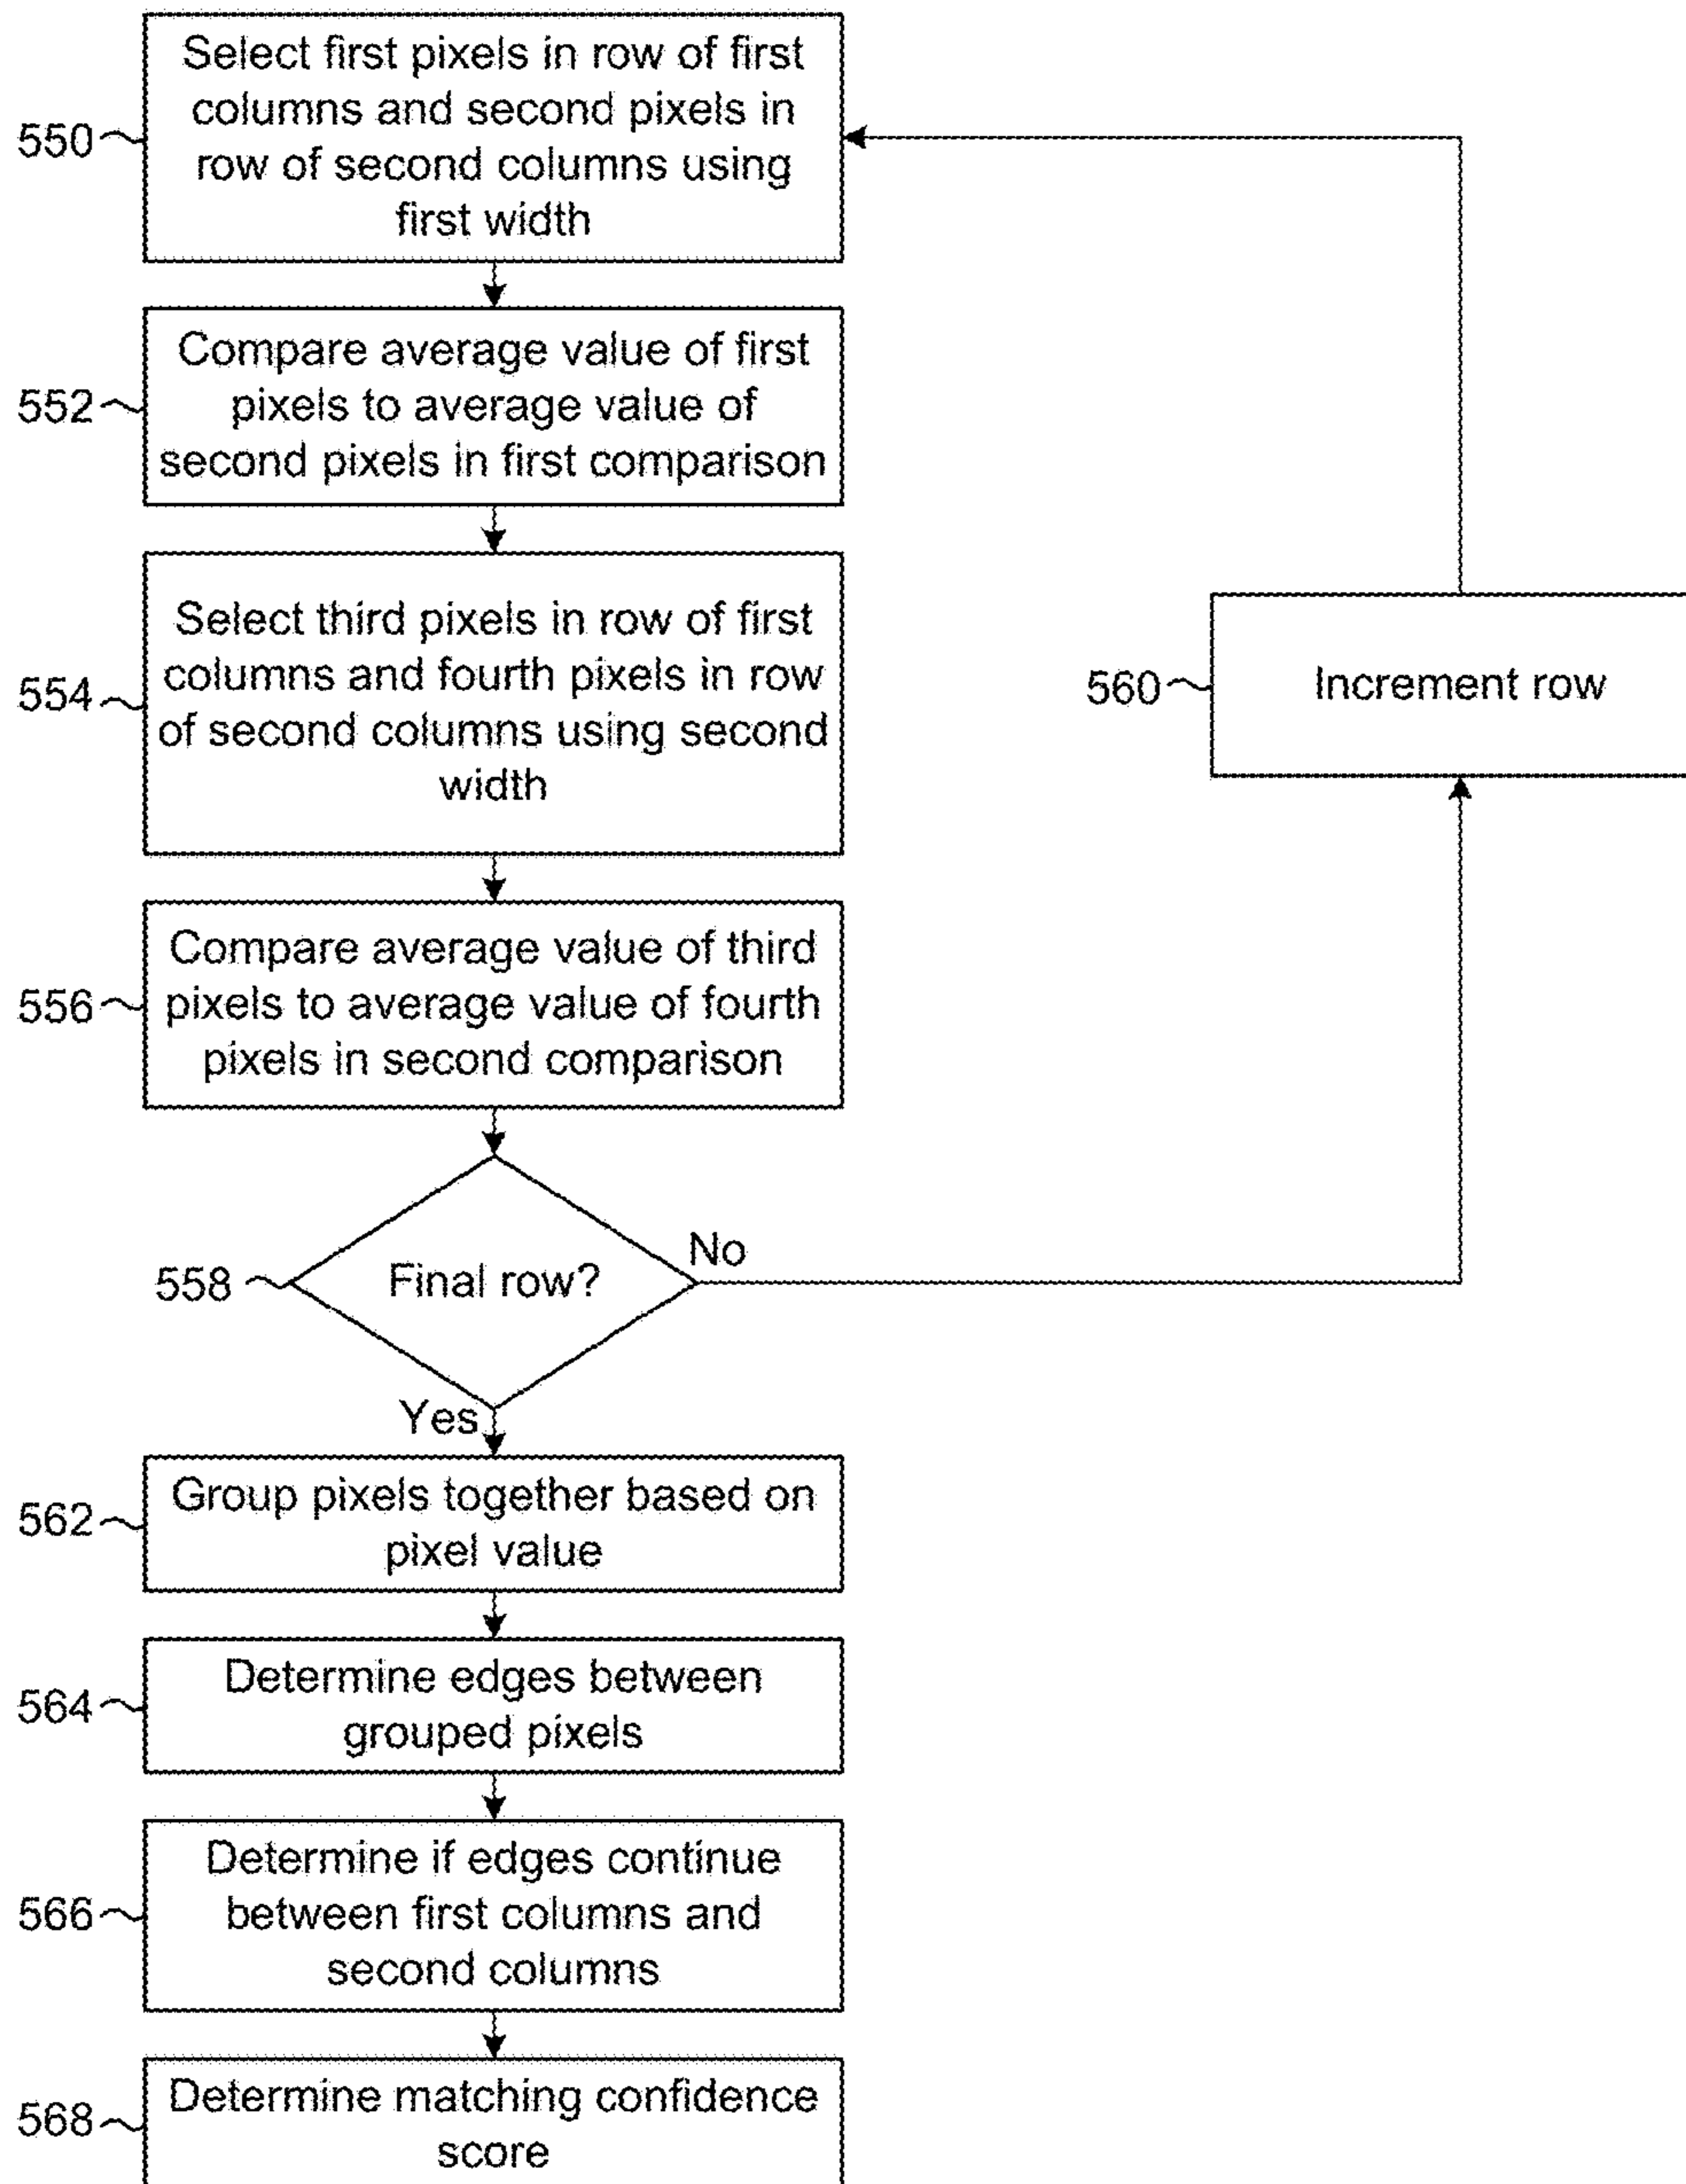 Select first pixels in row of first
columns and second pixels in
row of second columns using
first width
550
Compare average value of first
pixels to average value of
second pixels in first comparison
552
Select third pixels in row of first
columns and fourth pixels in row
of second columns using second
width
554
560
Increment row
Compare average value of third
pixels to average value of fourth
pixels in second comparison
556
558
Final row?
No
Yes
Group pixels together based on
pixel value
562
Determine edges between
grouped pixels
564
Determine if edges continue
between first columns and
second columns
566
Determine matching confidence
score
568